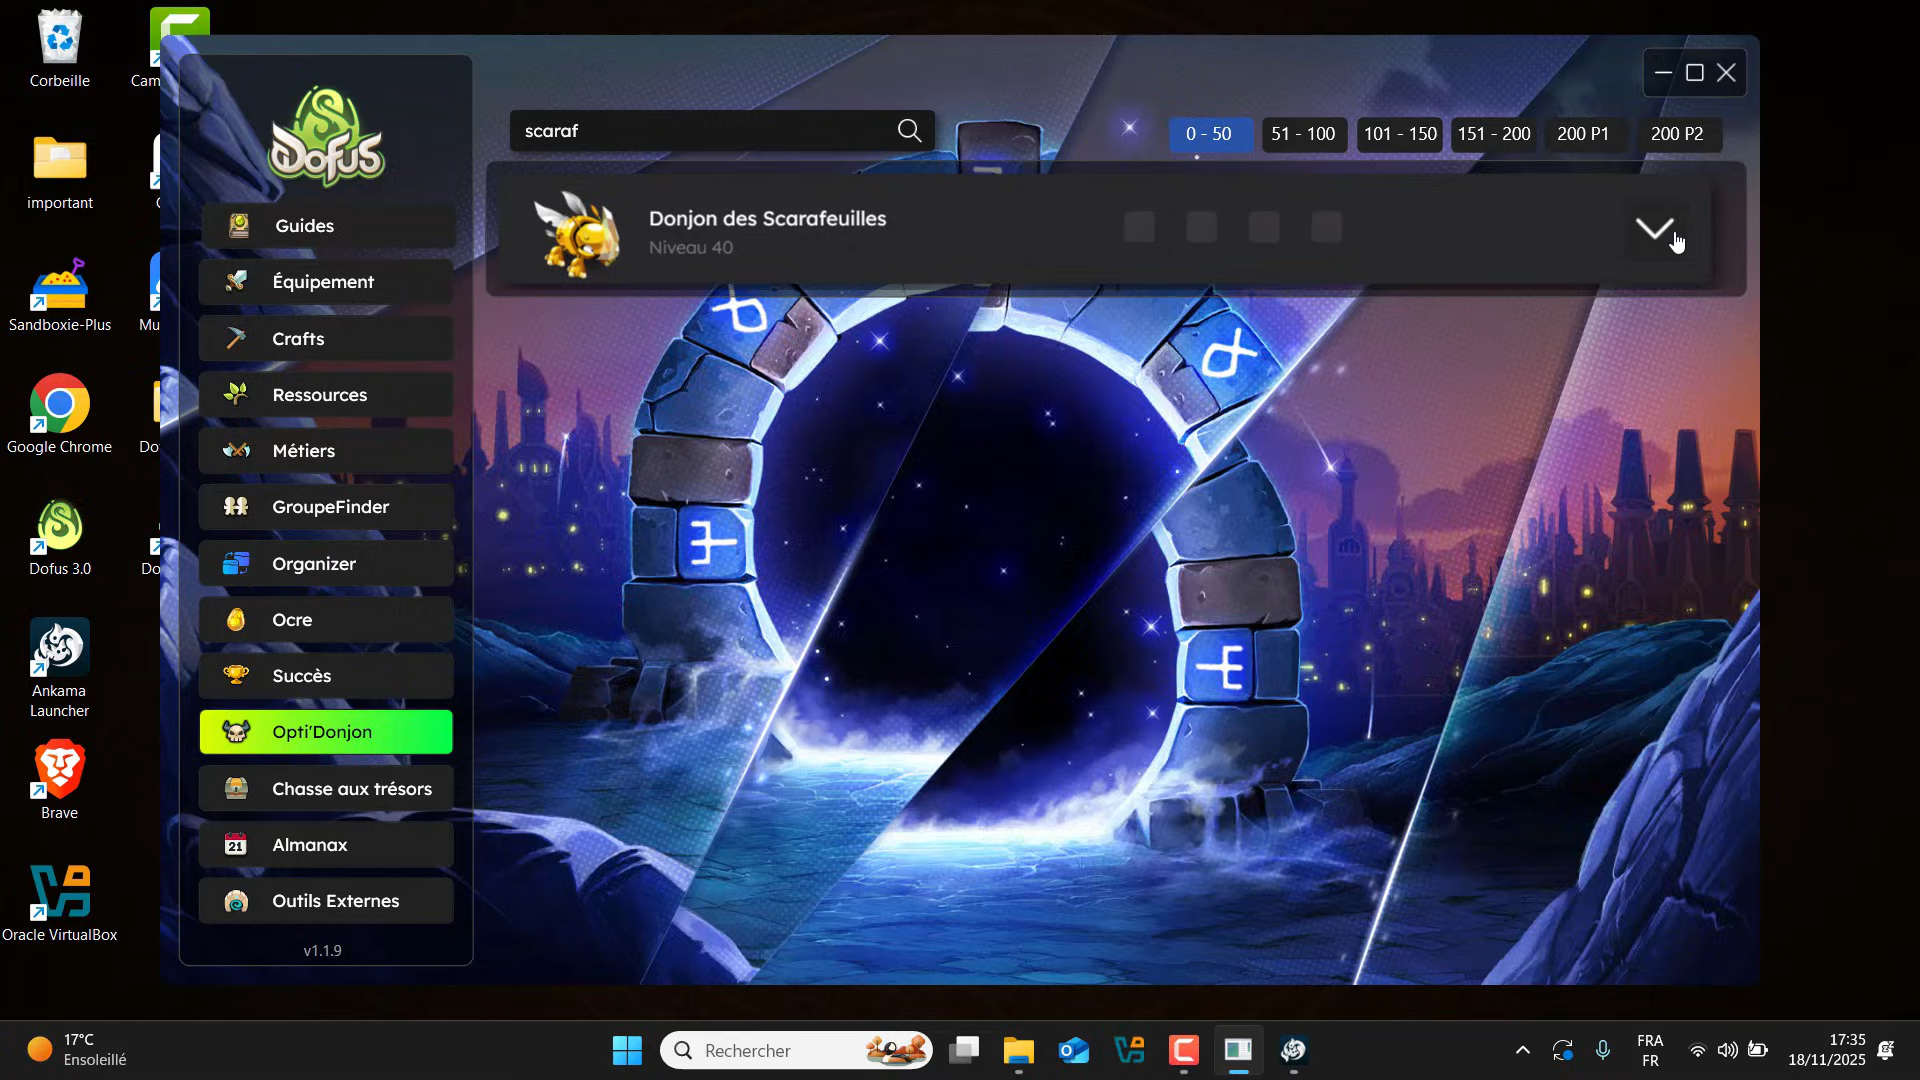 Corbeille
Cam
important
Sandboxie-Plus
Mu
Google Chrome
Do
Dofus 3.0
Do
Ankama
Launcher
Brave
Oracle VirtualBox
DOFUS
Guides
Équipement
Crafts
Ressources
Métiers
GroupeFinder
Organizer
Ocre
Succès
Opti'Donjon
Chasse aux trésors
21
Almanax
Outils Externes
v1.1.9
scaraf
0 - 50
51 - 100
101 - 150
151 - 200
200 P1
200 P2
Donjon des Scarafeuilles
Niveau 40
17°C
Ensoleillé
Rechercher
FRA
FR
17:35
18/11/2025